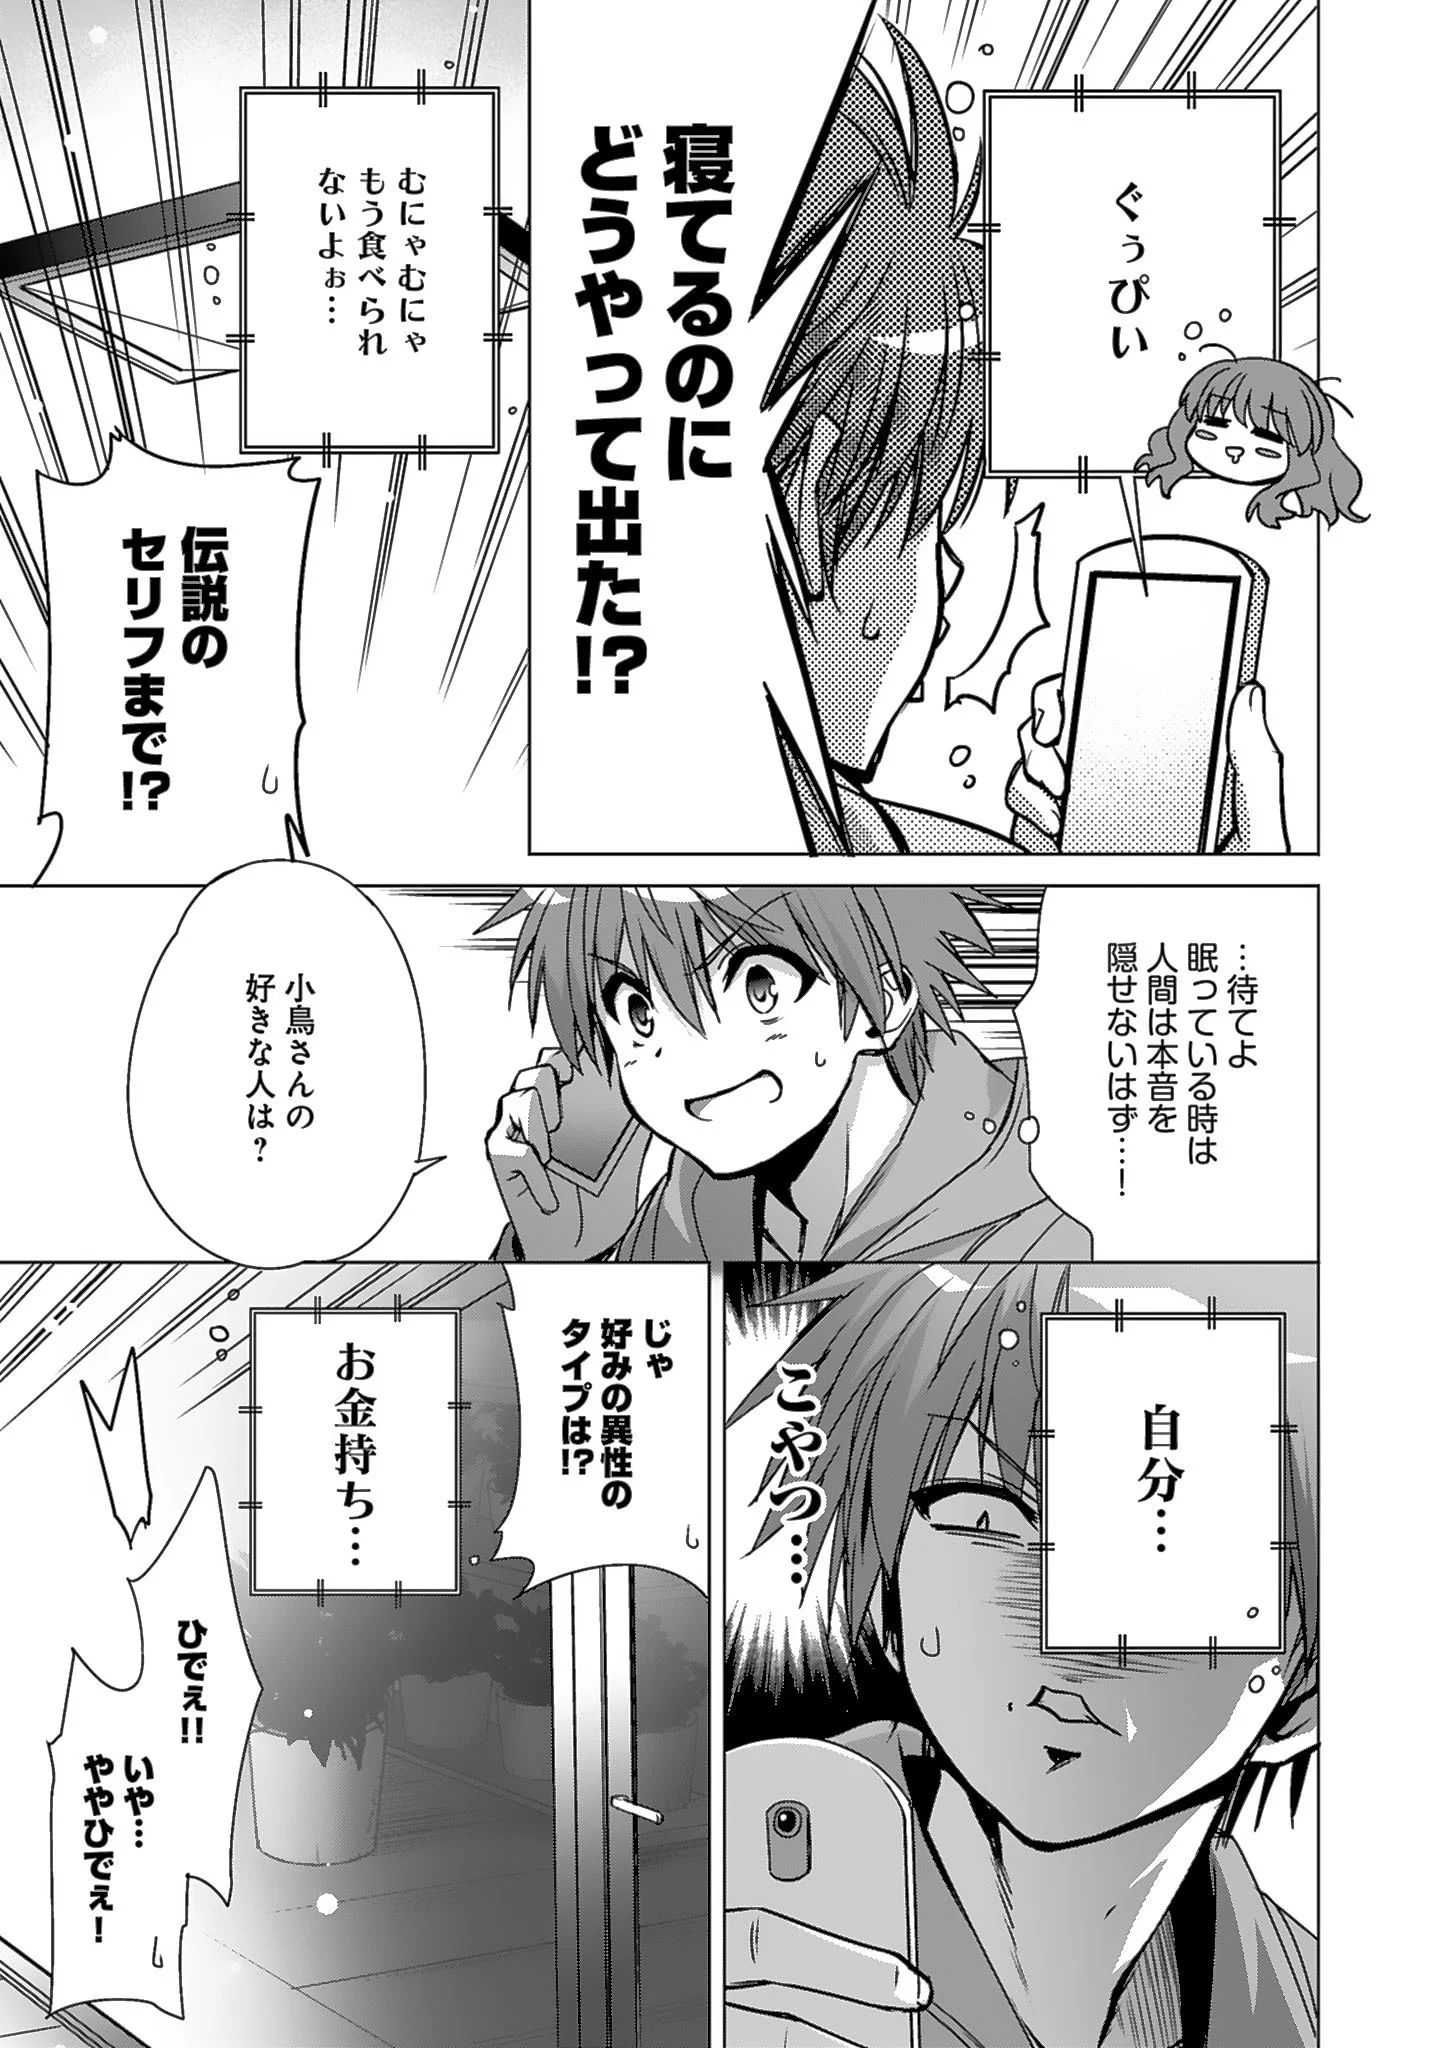 ぐぅぴぃ
寝てるのに
どうやって出た!?
むにゃむにゃ
もう食べられ
ないよぉ…
伝説の
セリフまで!?
…待てよ
眠っている時は
人間は本音を
隠せないはず…!
小鳥さんの
好きな人は?
自分…
こやつ…
じゃ
好みの異性の
タイプは!?
お金持ち…
ひでぇ!!
いや…
ややひでぇ!